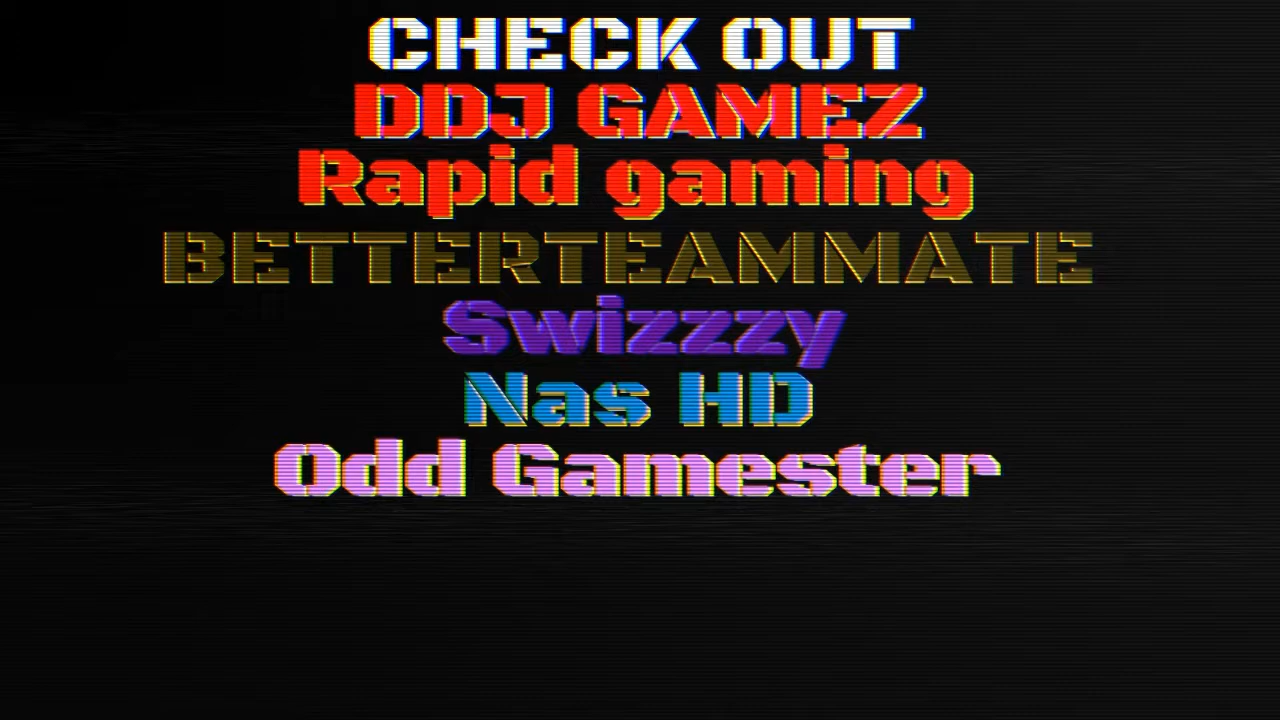 CHECK OUT
DDJ GAMEZ
Rapid gaming
BETTERTEAMMATE
Swizzzy
Nas HD
Odd Gamester